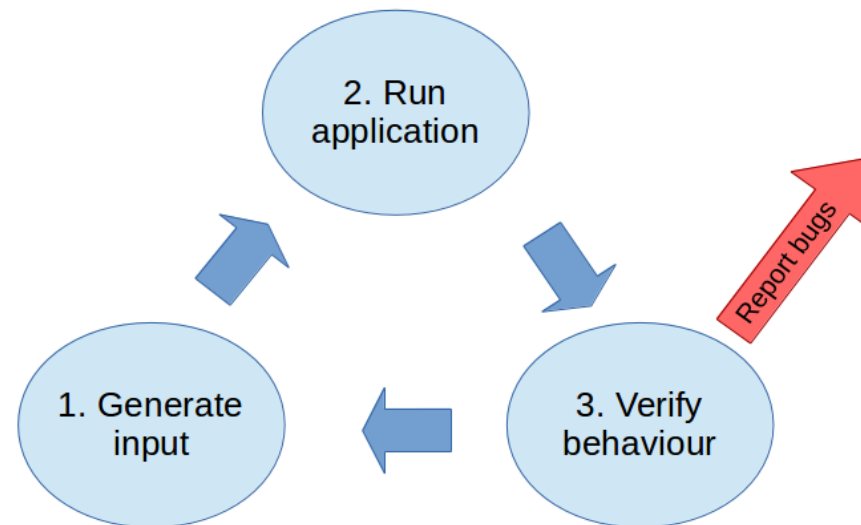 2. Run
application
Report bugs
1. Generate
input
3. Verify
behaviour